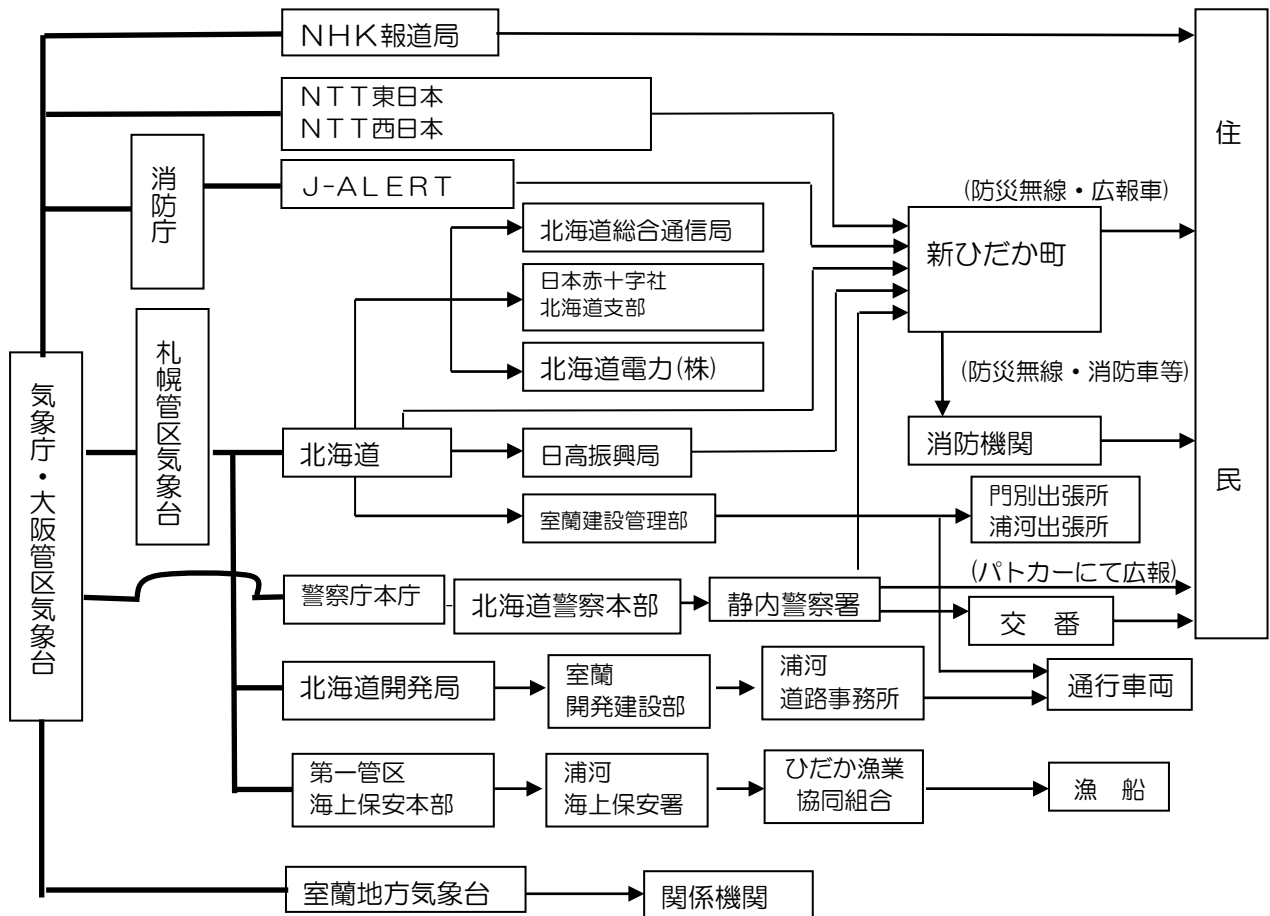 NHK報道局
NTT東日本
NTT西日本
消防庁
J-ALERT
北海道総合通信局
日本赤十字社
北海道支部
北海道電力(株)
(防災無線・広報車)
新ひだか町
住民
(防災無線・消防車等)
消防機関
気象庁・大阪管区気象台
札幌管区気象台
北海道
日高振興局
室蘭建設管理部
門別出張所
浦河出張所
警察庁本庁
北海道警察本部
静内警察署
(パトカーにて広報)
交 番
北海道開発局
室蘭
開発建設部
浦河
道路事務所
通行車両
第一管区
海上保安本部
浦河
海上保安署
ひだか漁業
協同組合
漁 船
室蘭地方気象台
関係機関